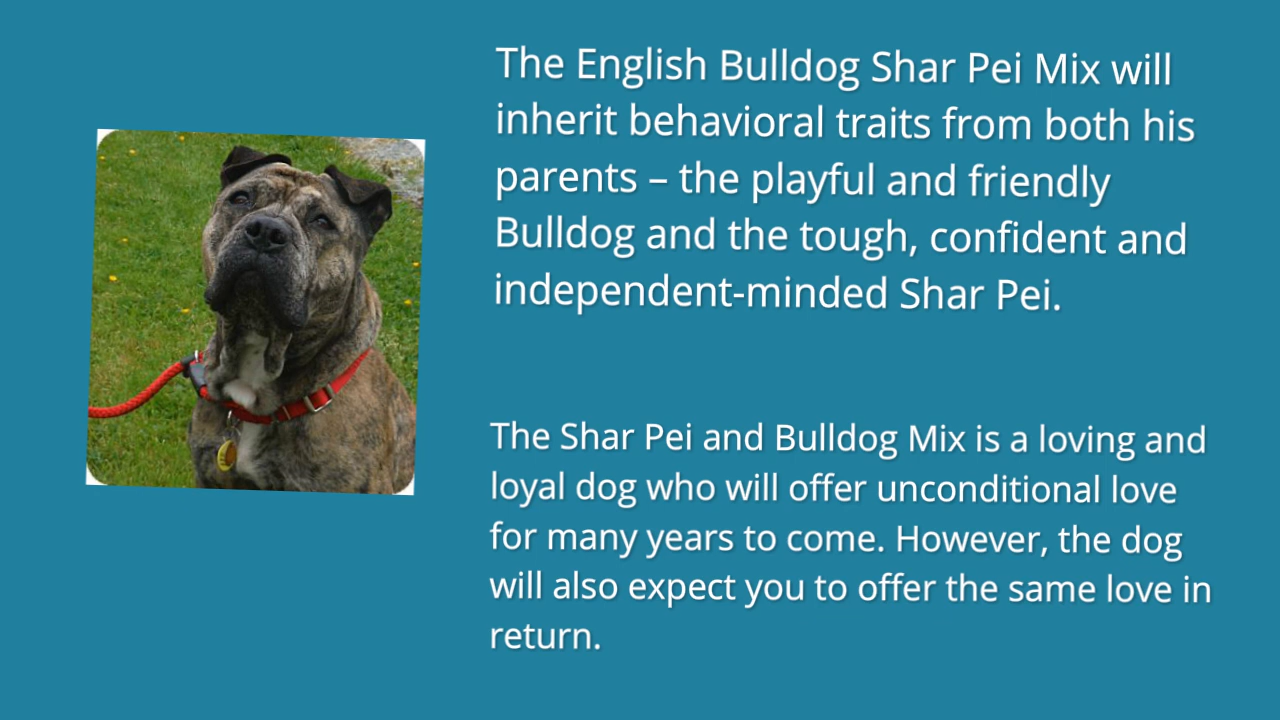 The English Bulldog Shar Pei Mix will
inherit behavioral traits from both his
parents – the playful and friendly
Bulldog and the tough, confident and
independent-minded Shar Pei.
The Shar Pei and Bulldog Mix is a loving and
loyal dog who will offer unconditional love
for many years to come. However, the dog
will also expect you to offer the same love in
return.